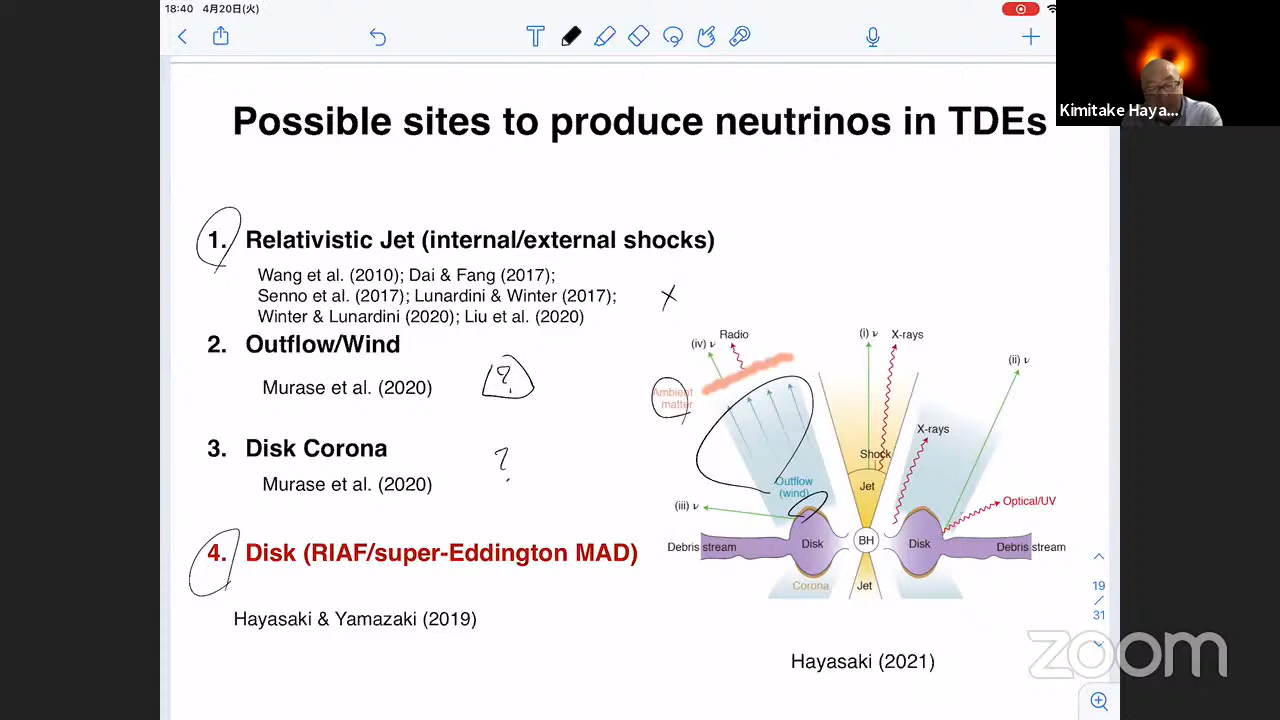 18:40 4月20日(火)
Kimitake Haya...
Possible sites to produce neutrinos in TDEs
1. Relativistic Jet (internal/external shocks)
Wang et al. (2010); Dai & Fang (2017);
Senno et al. (2017); Lunardini & Winter (2017);
Winter & Lunardini (2020); Liu et al. (2020)
x
2. Outflow/Wind
Murase et al. (2020)
?
3. Disk Corona
Murase et al. (2020)
?
4. Disk (RIAF/super-Eddington MAD)
Hayasaki & Yamazaki (2019)
Radio
(iv) ν
(i) ν
X-rays
(ii) ν
Ambient
matter
X-rays
Shock
Jet
Outflow
(wind)
(iii) ν
Optical/UV
Debris stream
Disk
BH
Disk
Debris stream
Corona
Jet
Hayasaki (2021)
19
/
31
zoom